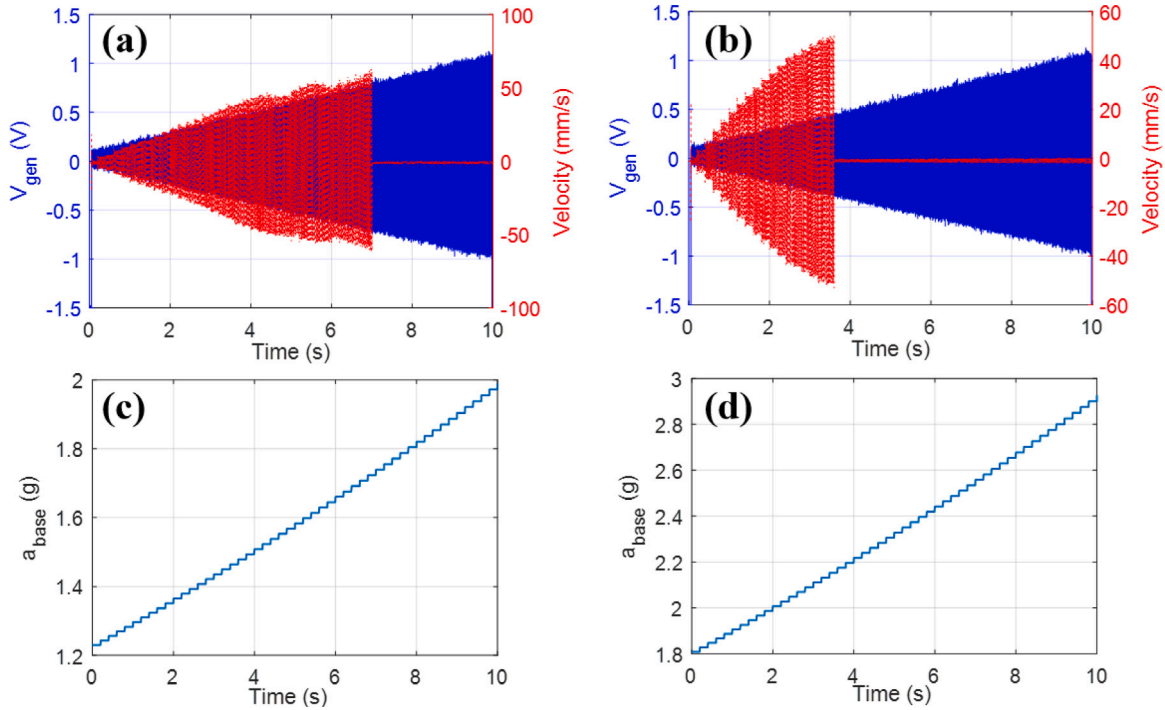 (a)
1.5
1
0.5
0
-0.5
-1
-1.5
V_gen (V)
100
50
0
-50
-100
Velocity (mm/s)
0 2 4 6 8 10
Time (s)
(b)
1.5
1
0.5
0
-0.5
-1
-1.5
V_gen (V)
60
40
20
0
-20
-40
-60
Velocity (mm/s)
0 2 4 6 8 10
Time (s)
(c)
2
1.8
1.6
1.4
1.2
a_base (g)
0 2 4 6 8 10
Time (s)
(d)
3
2.8
2.6
2.4
2.2
2
1.8
a_base (g)
0 2 4 6 8 10
Time (s)